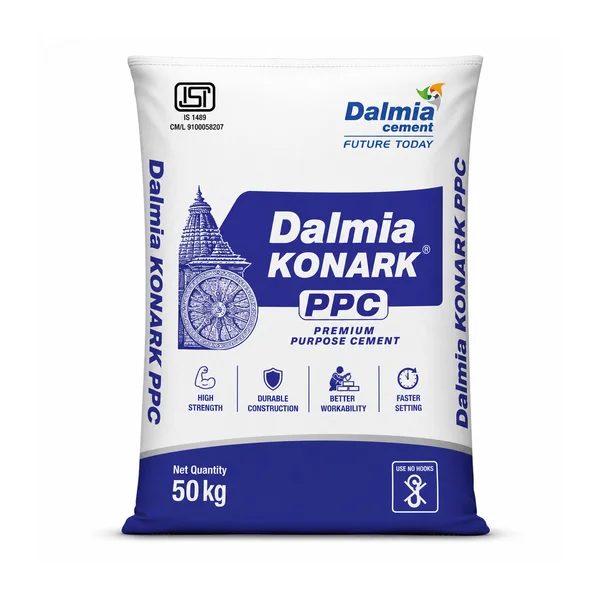 ISI
IS 1489
CM/L 9100058207
Dalmia
cement
FUTURE TODAY
Dalmia KONARK PPC
Dalmia
KONARK®
PPC
PREMIUM
PURPOSE CEMENT
HIGH
STRENGTH
DURABLE
CONSTRUCTION
BETTER
WORKABILITY
FASTER
SETTING
Dalmia KONARK PPC
Net Quantity
50 kg
USE NO HOOKS